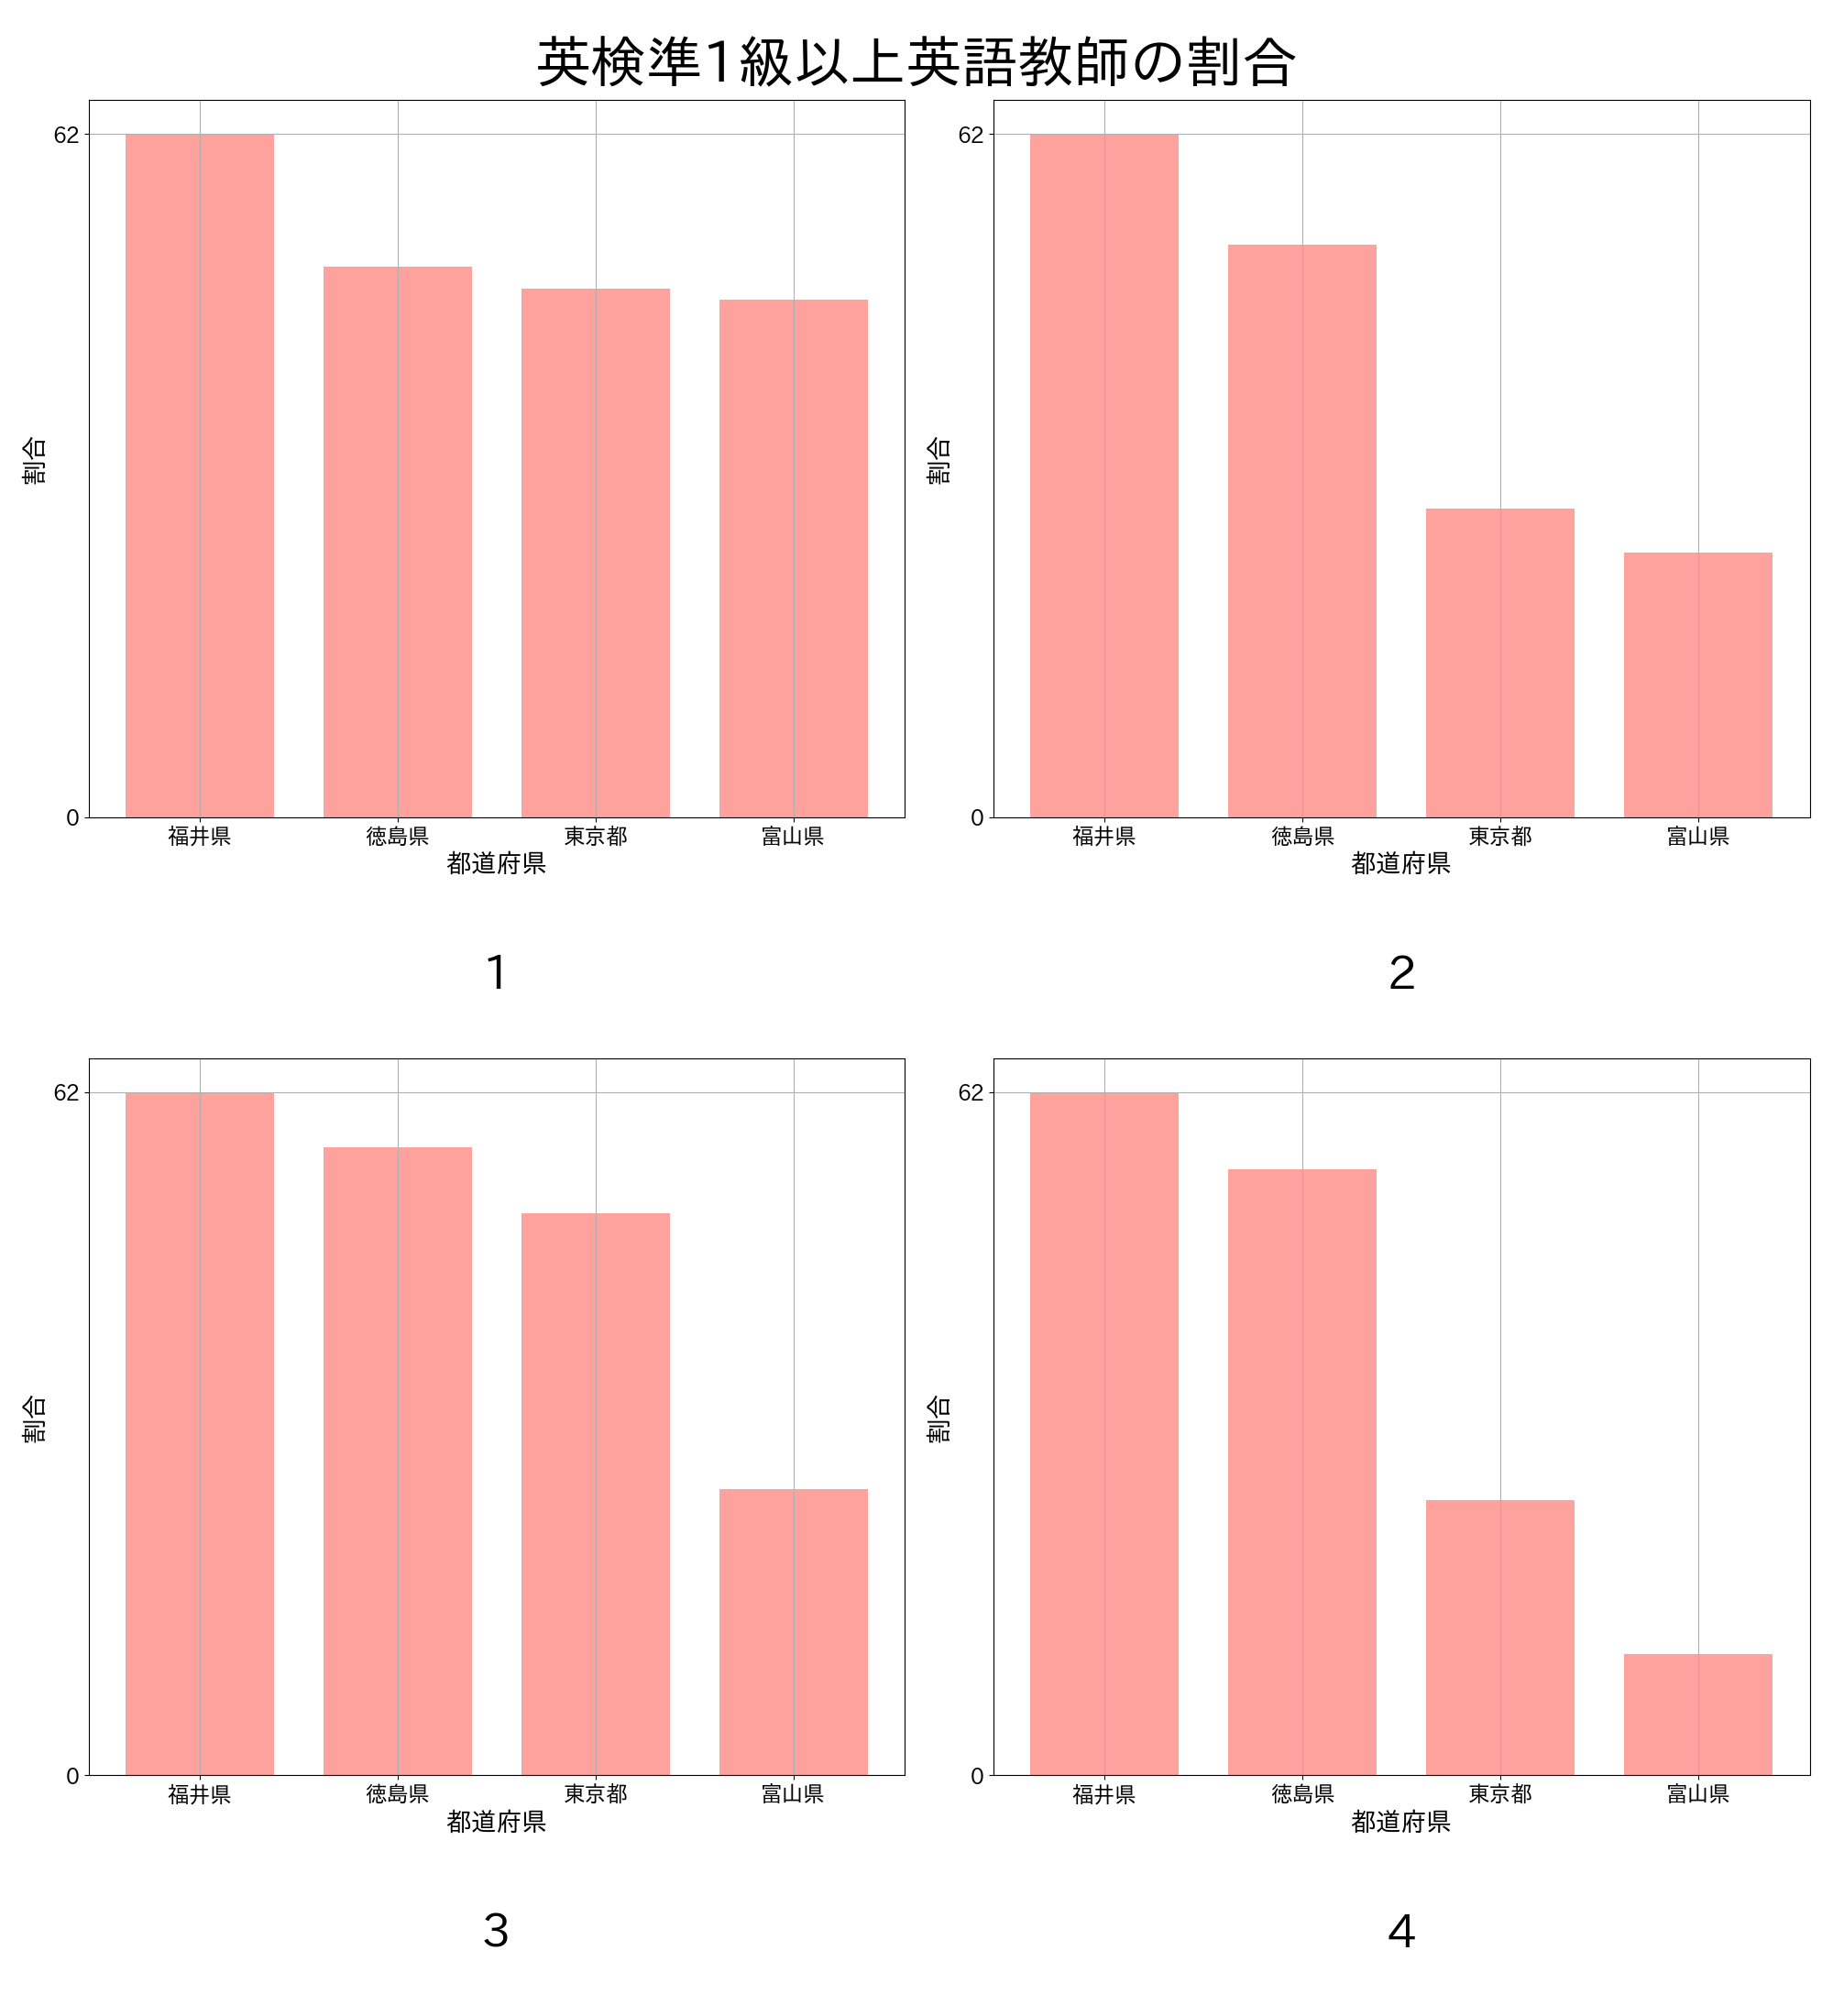 英検準1級以上英語教師の割合
62
0
割合
福井県 徳島県 東京都 富山県
都道府県
1
62
0
割合
福井県 徳島県 東京都 富山県
都道府県
2
62
0
割合
福井県 徳島県 東京都 富山県
都道府県
3
62
0
割合
福井県 徳島県 東京都 富山県
都道府県
4